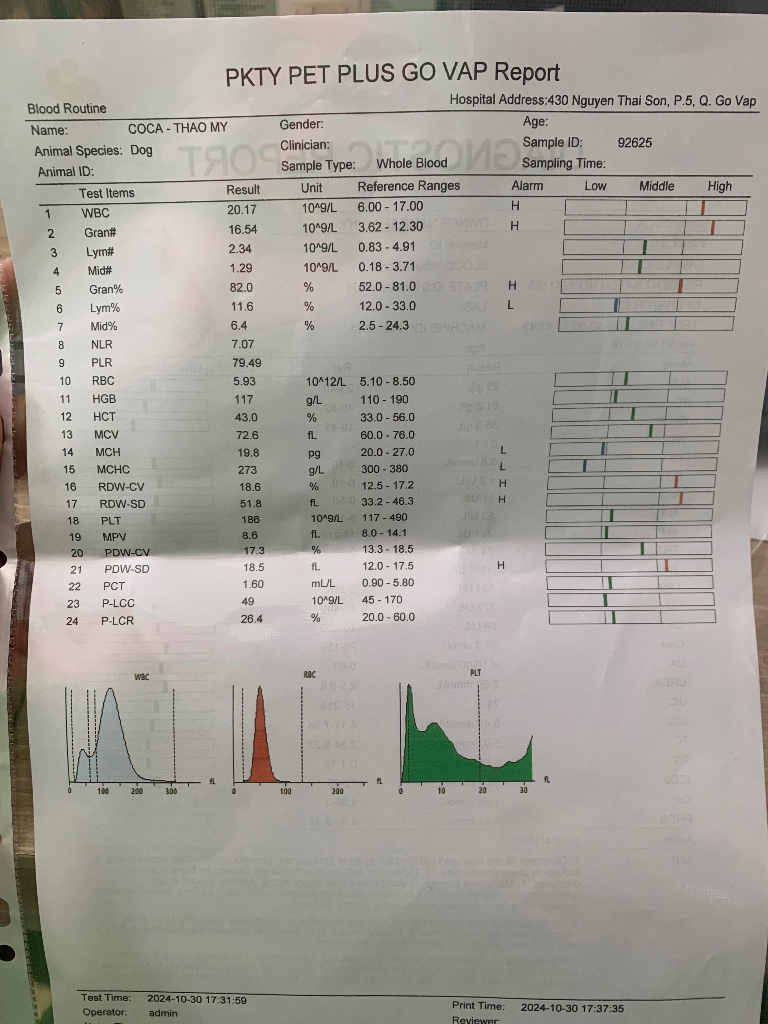 PKTY PET PLUS GO VAP Report
Blood Routine Hospital Address:430 Nguyen Thai Son, P.5, Q. Go Vap
Name: COCA - THAO MY Gender: Age:
Animal Species: Dog Clinician: Sample ID: 92625
Animal ID: Sample Type: Whole Blood Sampling Time:
Test Items Result Unit Reference Ranges Alarm Low Middle High
1 WBC 20.17 10^9/L 6.00 - 17.00 H
2 Gran# 16.54 10^9/L 3.62 - 12.30 H
3 Lym# 2.34 10^9/L 0.83 - 4.91
4 Mid# 1.29 10^9/L 0.18 - 3.71
5 Gran% 82.0 % 52.0 - 81.0 H
6 Lym% 11.6 % 12.0 - 33.0 L
7 Mid% 6.4 % 2.5 - 24.3
8 NLR 7.07
9 PLR 79.49
10 RBC 5.93 10^12/L 5.10 - 8.50
11 HGB 117 g/L 110 - 190
12 HCT 43.0 % 33.0 - 56.0
13 MCV 72.6 fL 60.0 - 76.0
14 MCH 19.8 pg 20.0 - 27.0 L
15 MCHC 273 g/L 300 - 380 L
16 RDW-CV 18.6 % 12.5 - 17.2 H
17 RDW-SD 51.8 fL 33.2 - 46.3 H
18 PLT 186 10^9/L 117 - 490
19 MPV 8.6 fL 8.0 - 14.1
20 PDW-CV 17.3 % 13.3 - 18.5
21 PDW-SD 18.5 fL 12.0 - 17.5 H
22 PCT 1.60 mL/L 0.90 - 5.80
23 P-LCC 49 10^9/L 45 - 170
24 P-LCR 26.4 % 20.0 - 60.0
WBC RBC PLT
0 100 200 300 fL 0 100 200 fL 0 10 20 30 fL
Test Time: 2024-10-30 17:31:59 Print Time: 2024-10-30 17:37:35
Operator: admin Reviewer: